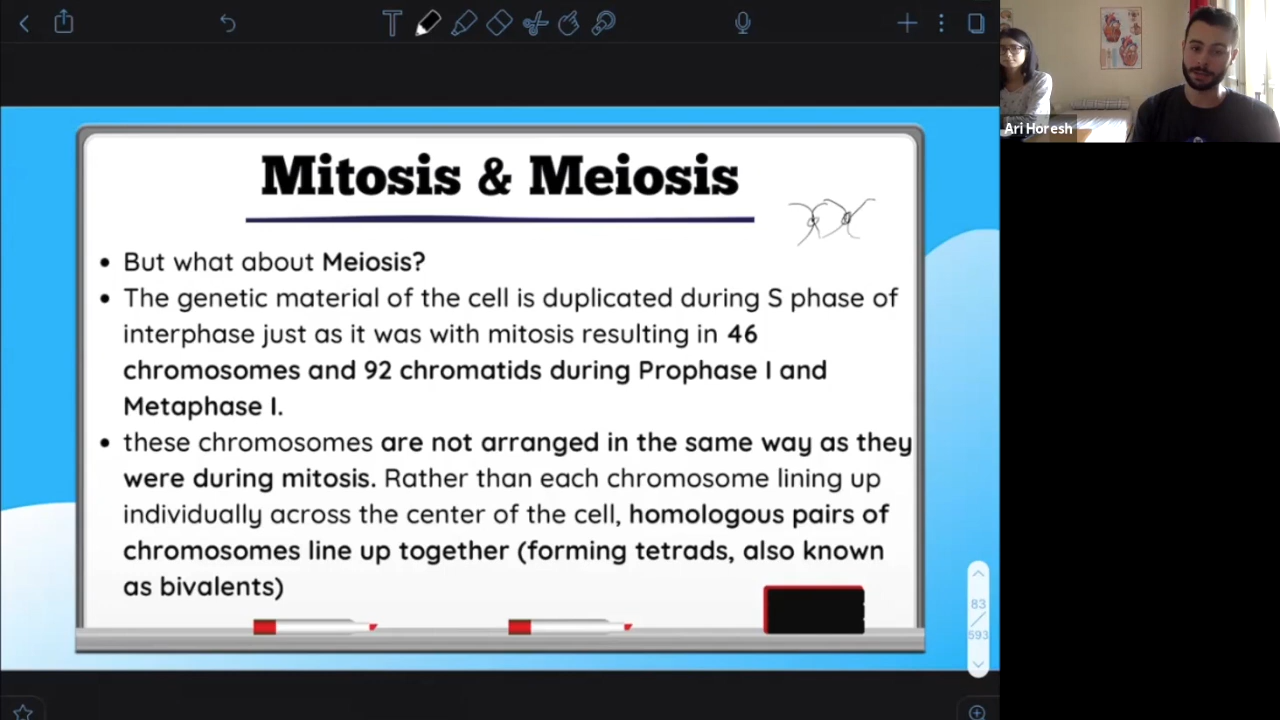 Ari Horesh
Mitosis & Meiosis
• But what about Meiosis?
• The genetic material of the cell is duplicated during S phase of
interphase just as it was with mitosis resulting in 46
chromosomes and 92 chromatids during Prophase I and
Metaphase I.
• these chromosomes are not arranged in the same way as they
were during mitosis. Rather than each chromosome lining up
individually across the center of the cell, homologous pairs of
chromosomes line up together (forming tetrads, also known
as bivalents)
83
/
593